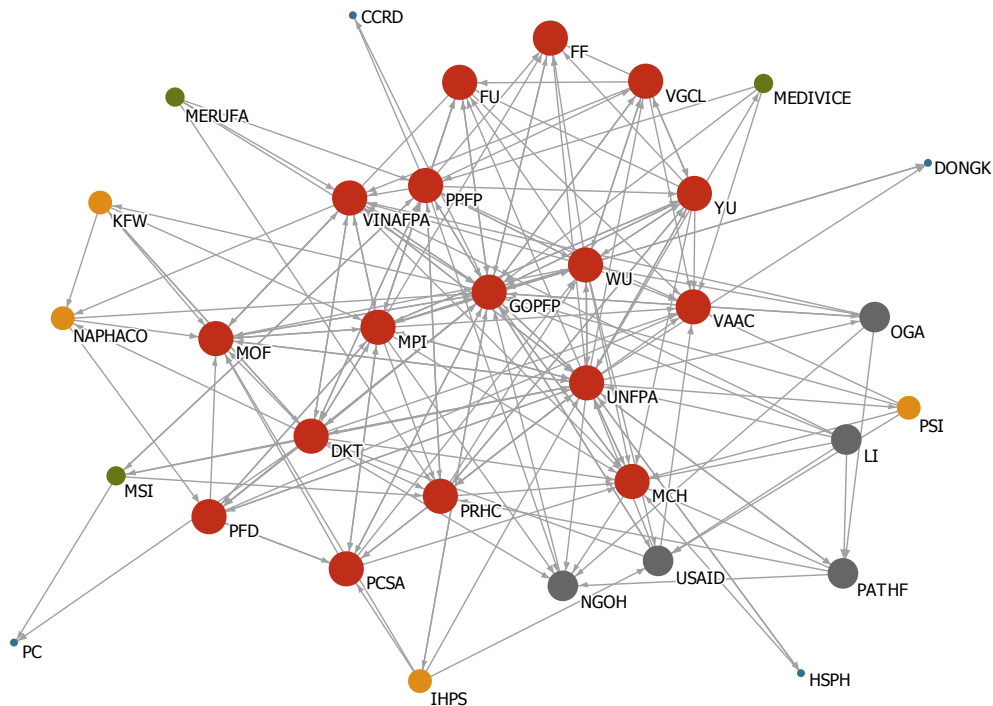 CCRD
FF
FU
VGCL
MEDIVICE
MERUFA
DONGK
PPFP
YU
VINAFPA
KFW
WU
GOPFP
VAAC
OGA
NAPHACO
MOF
MPI
UNFPA
PSI
DKT
LI
MSI
MCH
PRHC
PFD
PCSA
USAID
PATHF
NGOH
PC
HSPH
IHPS